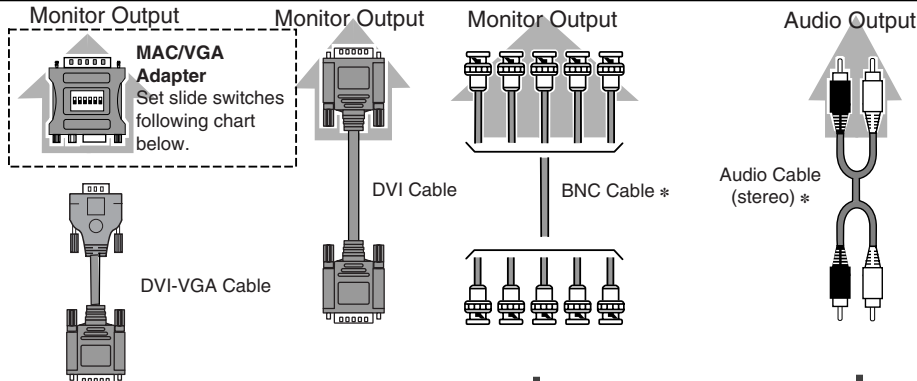 Monitor Output
Monitor Output
Monitor Output
Audio Output
MAC/VGA
Adapter
Set slide switches
following chart
below.
DVI Cable
BNC Cable *
Audio Cable
(stereo) *
DVI-VGA Cable